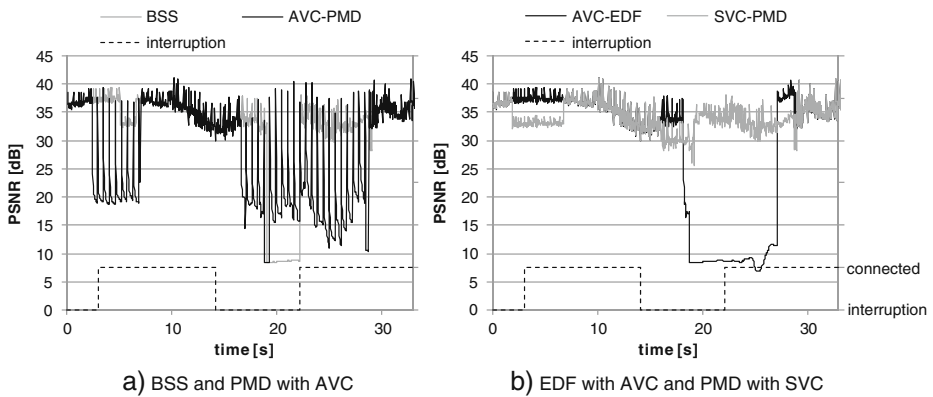 BSS
AVC-PMD
interruption
PSNR [dB]
45
40
35
30
25
20
15
10
5
0
0
10
20
30
time [s]
a) BSS and PMD with AVC
AVC-EDF
SVC-PMD
interruption
PSNR [dB]
45
40
35
30
25
20
15
10
5
0
0
10
20
30
connected
interruption
time [s]
b) EDF with AVC and PMD with SVC